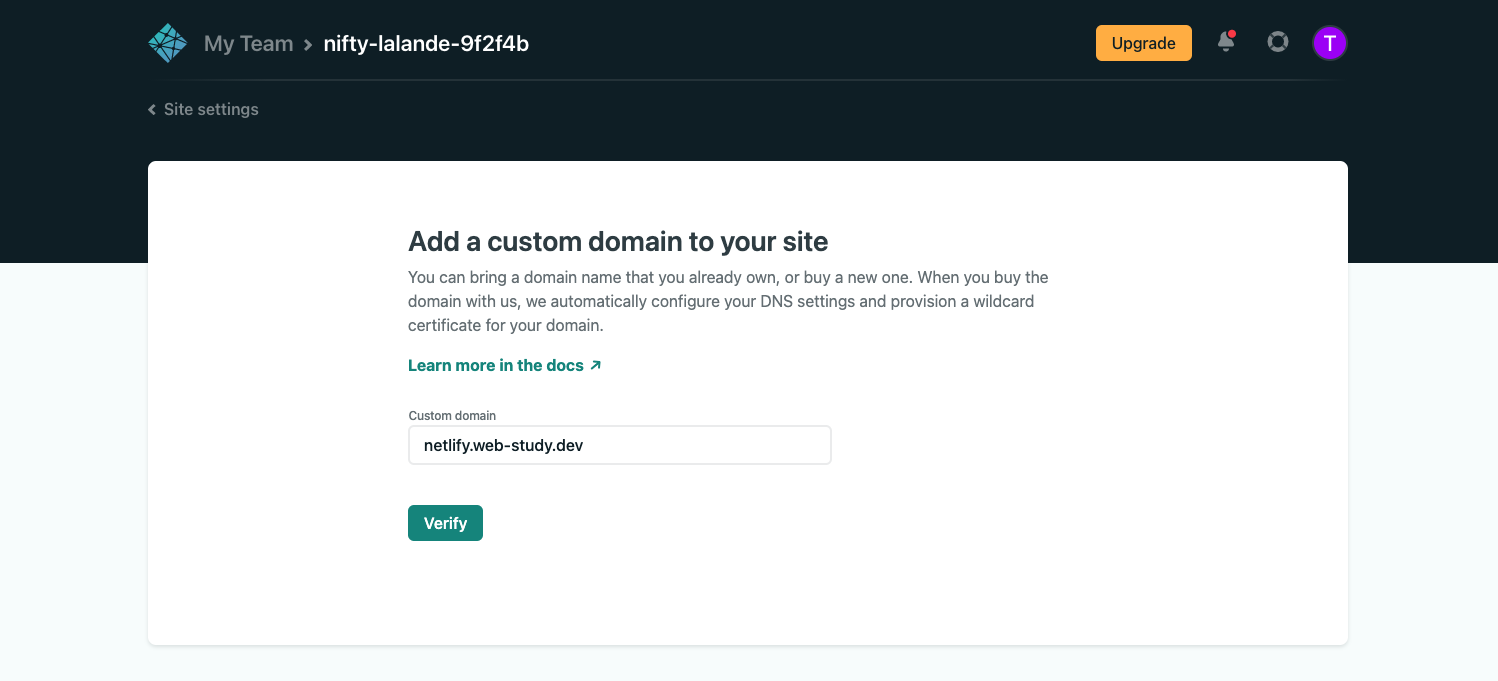 My Team > nifty-lalande-9f2f4b
Upgrade
T
Site settings
Add a custom domain to your site
You can bring a domain name that you already own, or buy a new one. When you buy the
domain with us, we automatically configure your DNS settings and provision a wildcard
certificate for your domain.
Learn more in the docs ↗
Custom domain
netlify.web-study.dev
Verify